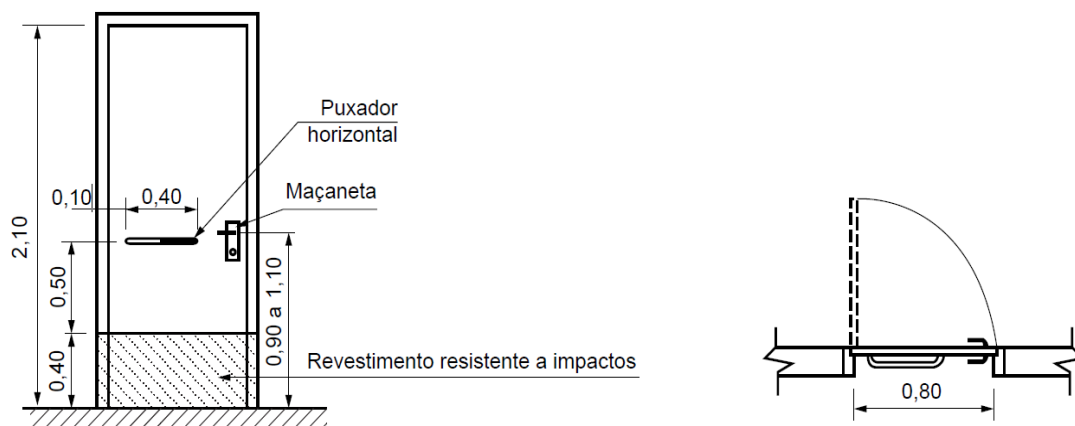 Puxador
horizontal
0,10
0,40
Maçaneta
2,10
0,50
0,90 a 1,10
0,40
Revestimento resistente a impactos
0,80